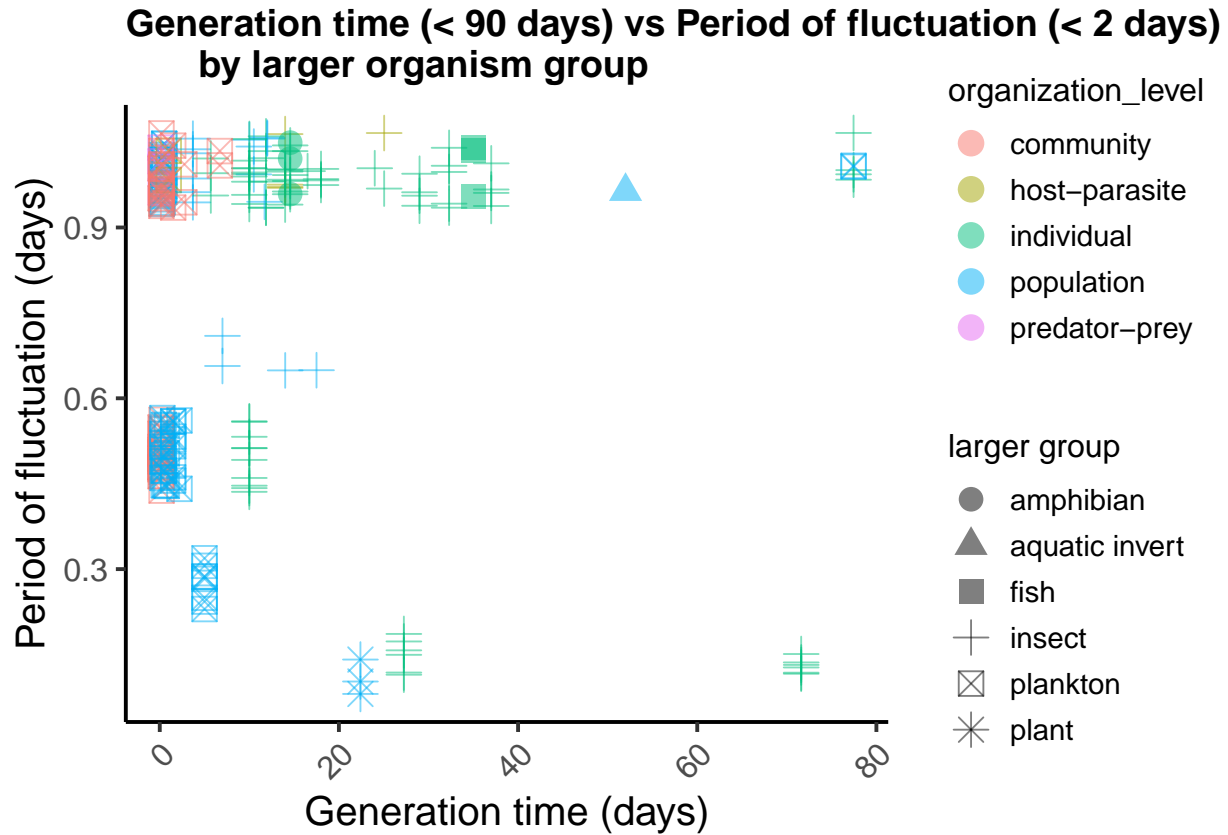 Generation time (< 90 days) vs Period of fluctuation (< 2 days)
by larger organism group
Period of fluctuation (days)
0.9
0.6
0.3
0
20
40
60
80
Generation time (days)
organization_level
community
host−parasite
individual
population
predator−prey
larger group
amphibian
aquatic invert
fish
insect
plankton
plant